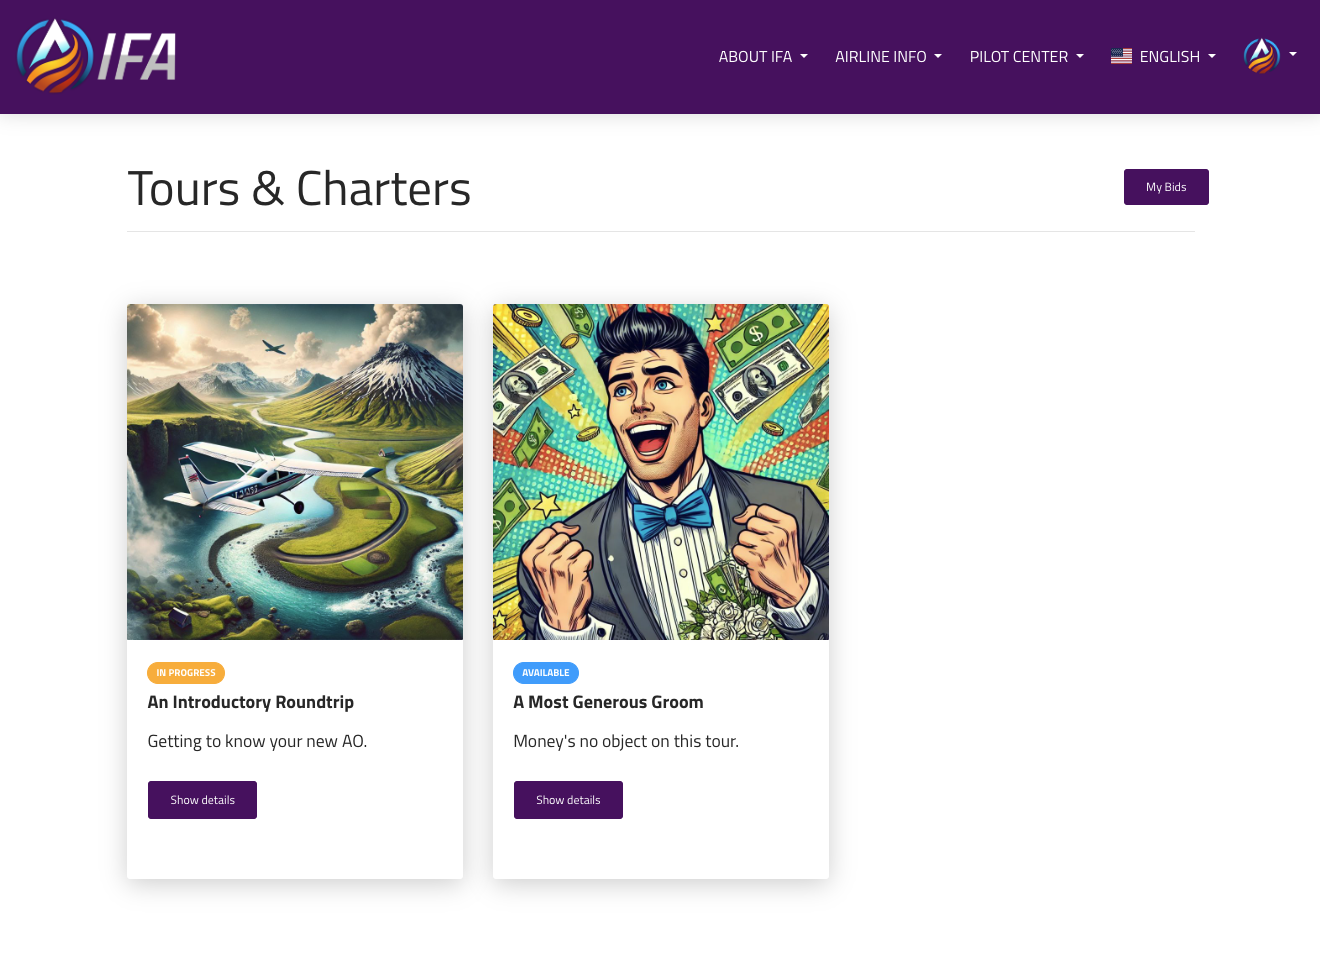 IFA
ABOUT IFA
AIRLINE INFO
PILOT CENTER
ENGLISH
Tours & Charters
My Bids
IN PROGRESS
An Introductory Roundtrip
Getting to know your new AO.
Show details
AVAILABLE
A Most Generous Groom
Money's no object on this tour.
Show details